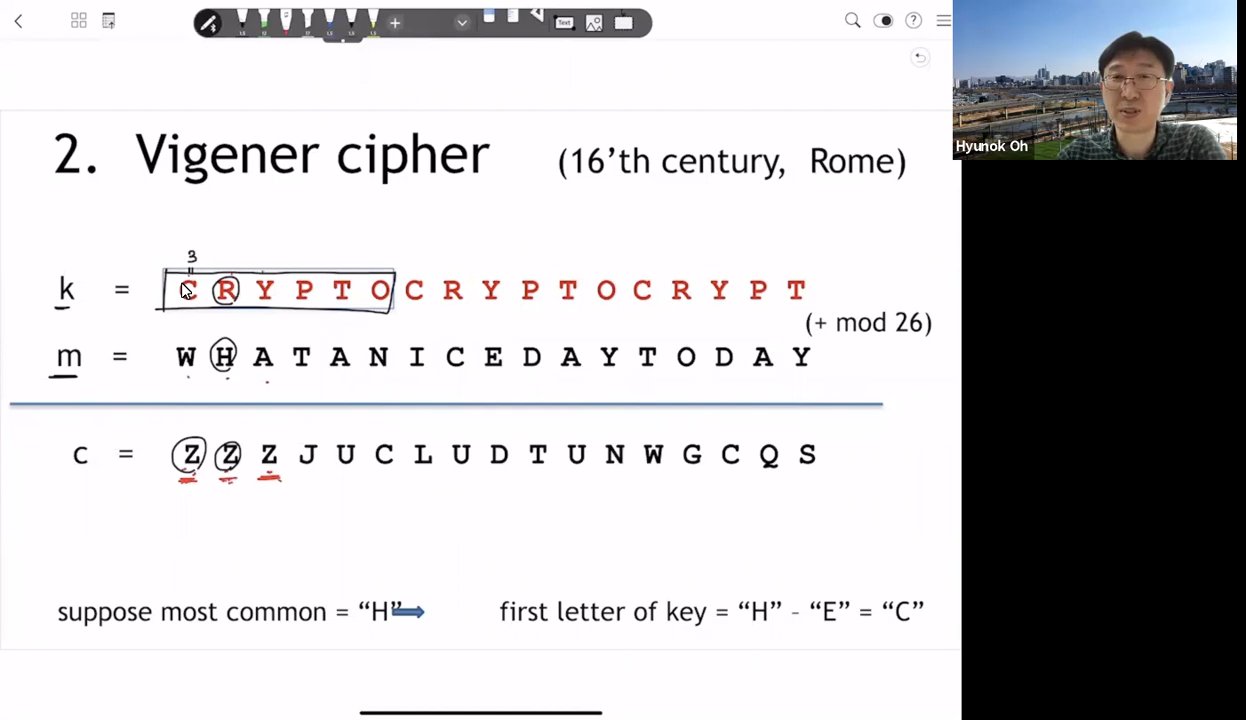 Text
Hyunok Oh
2. Vigener cipher (16’th century, Rome)
3
k = C R Y P T O C R Y P T O C R Y P T
(+ mod 26)
m = W H A T A N I C E D A Y T O D A Y
c = Z Z Z J U C L U D T U N W G C Q S
suppose most common = “H” first letter of key = “H” - “E” = “C”